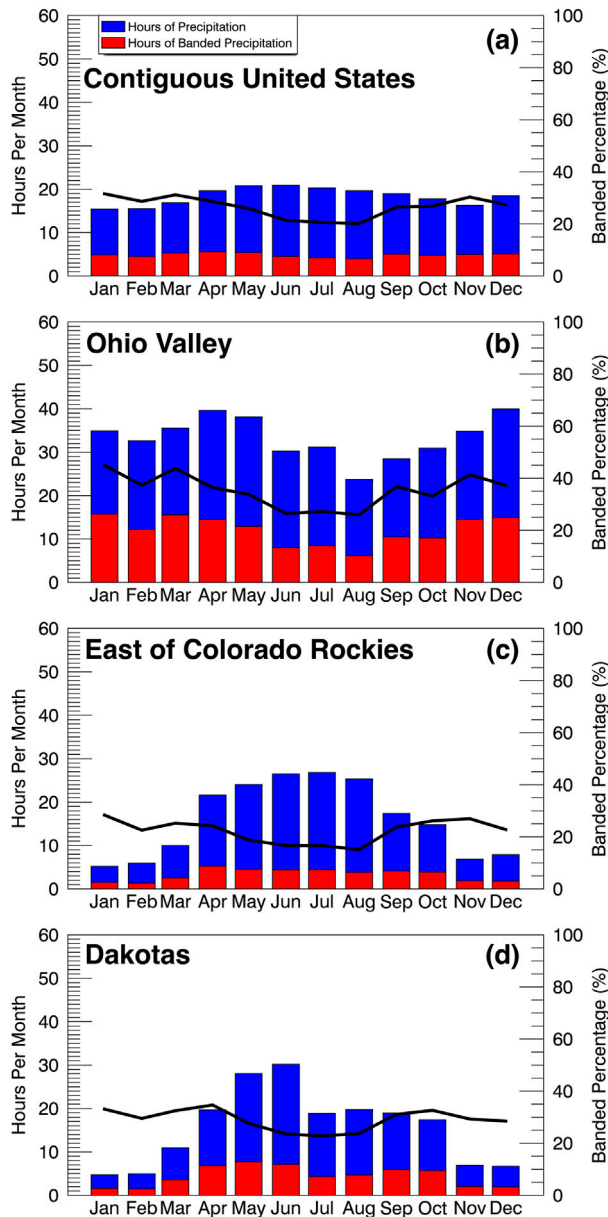 60
50
40
30
20
10
0
Hours Per Month
Hours of Precipitation
Hours of Banded Precipitation
(a)
Contiguous United States
100
80
60
40
20
0
Banded Percentage (%)
Jan Feb Mar Apr May Jun Jul Aug Sep Oct Nov Dec
60
50
40
30
20
10
0
Hours Per Month
Ohio Valley
(b)
100
80
60
40
20
0
Banded Percentage (%)
Jan Feb Mar Apr May Jun Jul Aug Sep Oct Nov Dec
60
50
40
30
20
10
0
Hours Per Month
East of Colorado Rockies
(c)
100
80
60
40
20
0
Banded Percentage (%)
Jan Feb Mar Apr May Jun Jul Aug Sep Oct Nov Dec
60
50
40
30
20
10
0
Hours Per Month
Dakotas
(d)
100
80
60
40
20
0
Banded Percentage (%)
Jan Feb Mar Apr May Jun Jul Aug Sep Oct Nov Dec